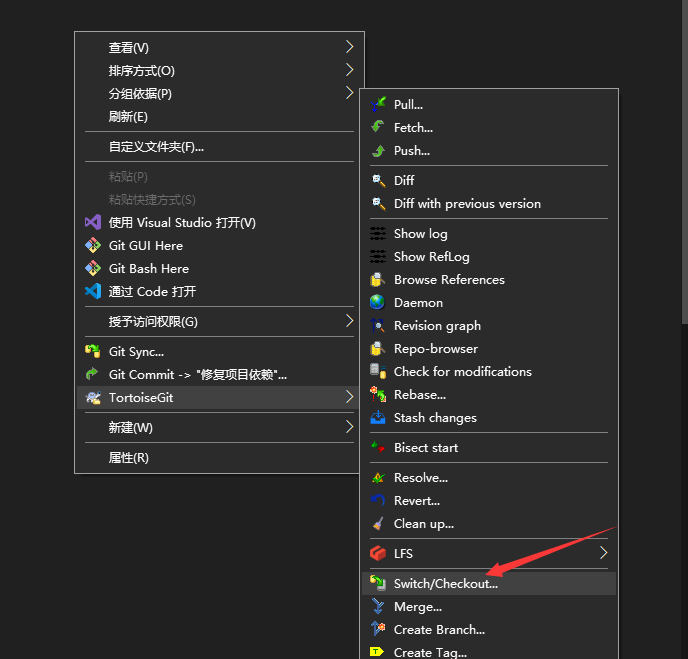 查看(V)
排序方式(O)
分组依据(P)
刷新(E)
自定义文件夹(F)...
粘贴(P)
粘贴快捷方式(S)
使用 Visual Studio 打开(V)
Git GUI Here
Git Bash Here
通过 Code 打开
授予访问权限(G)
Git Sync...
Git Commit -> "修复项目依赖"...
TortoiseGit
新建(W)
属性(R)
Pull...
Fetch...
Push...
Diff
Diff with previous version
Show log
Show RefLog
Browse References
Daemon
Revision graph
Repo-browser
Check for modifications
Rebase...
Stash changes
Bisect start
Resolve...
Revert...
Clean up...
LFS
Switch/Checkout...
Merge...
Create Branch...
Create Tag...